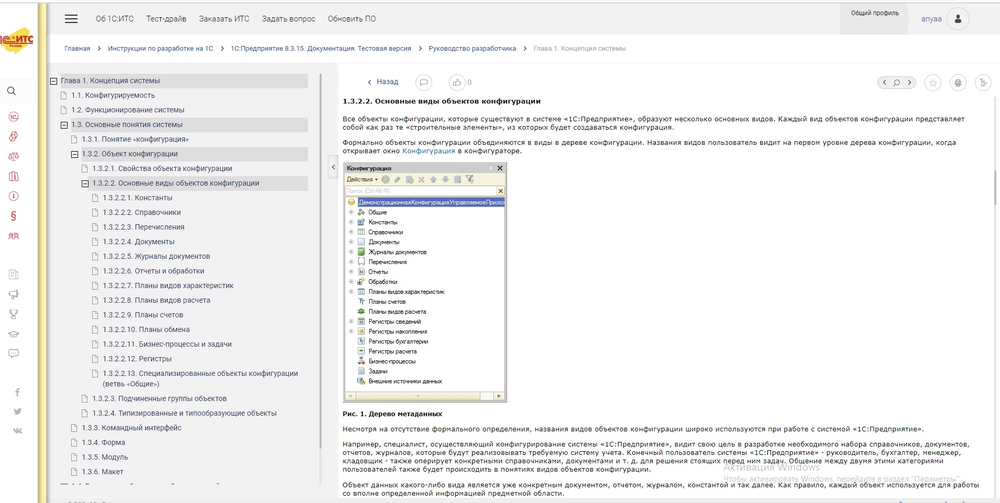 Об 1С:ИТС Тест-драйв Заказать ИТС Задать вопрос Обновить ПО
Общий профиль
anyaa
1С ИТС
Россия
Главная > Инструкции по разработке на 1С > 1С:Предприятие 8.3.15. Документация. Тестовая версия > Руководство разработчика > Глава 1. Концепция системы
Глава 1. Концепция системы
1.1. Конфигурируемость
1.2. Функционирование системы
1.3. Основные понятия системы
1.3.1. Понятие «конфигурация»
1.3.2. Объект конфигурации
1.3.2.1. Свойства объекта конфигурации
1.3.2.2. Основные виды объектов конфигурации
1.3.2.2.1. Константы
1.3.2.2.2. Справочники
1.3.2.2.3. Перечисления
1.3.2.2.4. Документы
1.3.2.2.5. Журналы документов
1.3.2.2.6. Отчеты и обработки
1.3.2.2.7. Планы видов характеристик
1.3.2.2.8. Планы видов расчета
1.3.2.2.9. Планы счетов
1.3.2.2.10. Планы обмена
1.3.2.2.11. Бизнес-процессы и задачи
1.3.2.2.12. Регистры
1.3.2.2.13. Специализированные объекты конфигурации
(ветвь «Общие»)
1.3.2.3. Подчиненные группы объектов
1.3.2.4. Типизированные и типообразующие объекты
1.3.3. Командный интерфейс
1.3.4. Форма
1.3.5. Модуль
1.3.6. Макет
Назад 0
1.3.2.2. Основные виды объектов конфигурации
Все объекты конфигурации, которые существуют в системе «1С:Предприятие», образуют несколько основных видов. Каждый вид объектов конфигурации представляет
собой как раз те «строительные элементы», из которых будет создаваться конфигурация.
Формально объекты конфигурации объединяются в виды в дереве конфигурации. Названия видов пользователь видит на первом уровне дерева конфигурации, когда
открывает окно Конфигурация в конфигураторе.
Конфигурация
Действия
Поиск (Ctrl-Alt-M)
ДемонстрационнаяКонфигурацияУправляемоеПрилож
Общие
Константы
Справочники
Документы
Журналы документов
Перечисления
Отчеты
Обработки
Планы видов характеристик
Планы счетов
Планы видов расчета
Регистры сведений
Регистры накопления
Регистры бухгалтерии
Регистры расчета
Бизнес-процессы
Задачи
Внешние источники данных
Рис. 1. Дерево метаданных
Несмотря на отсутствие формального определения, названия видов объектов конфигурации широко используются при работе с системой «1С:Предприятие».
Например, специалист, осуществляющий конфигурирование системы «1С:Предприятие», видит свою цель в разработке необходимого набора справочников, документов,
отчетов, журналов, которые будут реализовывать требуемую систему учета. Конечный пользователь системы «1С:Предприятие» - руководитель, бухгалтер, менеджер,
кладовщик - также оперирует конкретными справочниками, документами и т. д. для решения стоящих перед ним задач. Общение между двумя этими категориями
пользователей также будет происходить в понятиях видов объектов конфигурации.
Активация Windows
Чтобы активировать Windows, перейдите в раздел "Параметры".
Объект данных какого-либо вида является уже конкретным документом, отчетом, журналом, константой и так далее. Как правило, каждый объект используется для работы
со вполне определенной информацией предметной области.